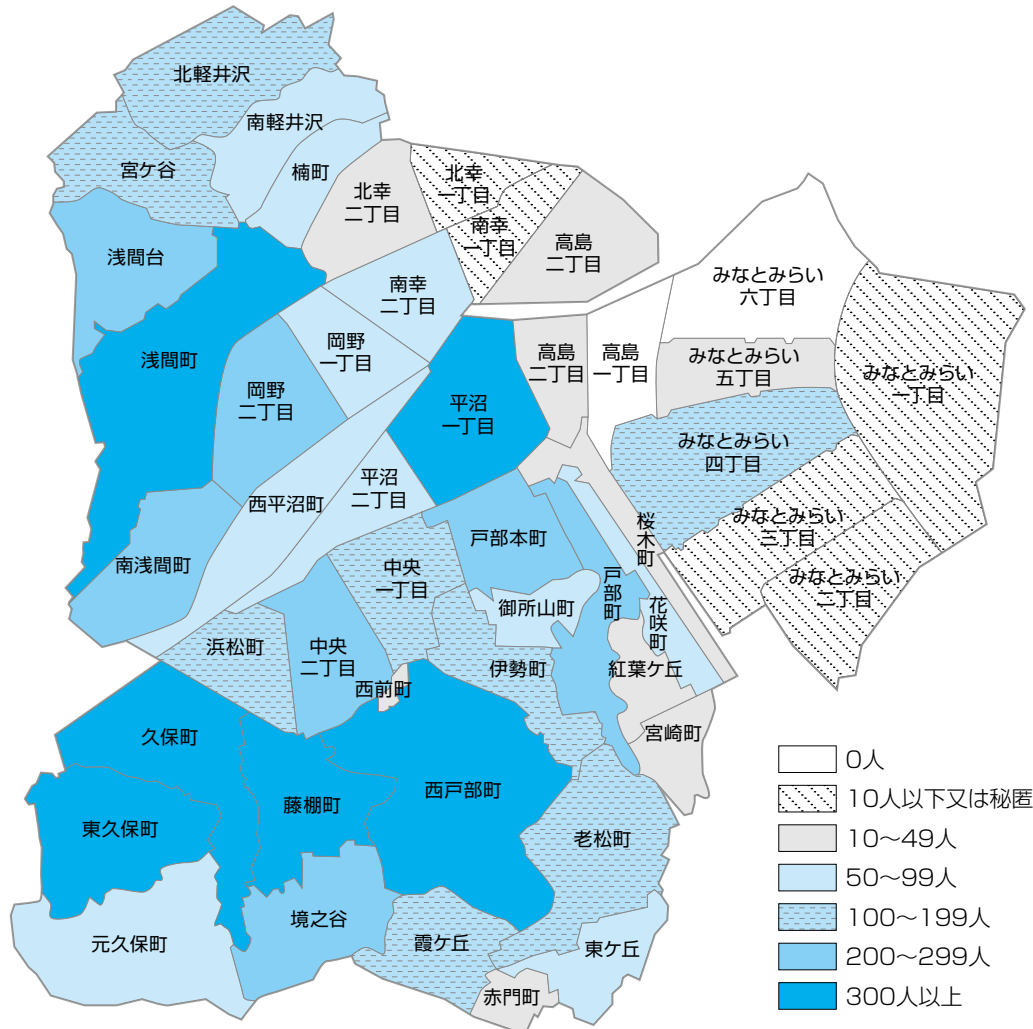 北軽井沢
南軽井沢
宮ケ谷
楠町
北幸
二丁目
北幸
一丁目
南幸
一丁目
高島
二丁目
浅間台
南幸
二丁目
みなとみらい
六丁目
浅間町
岡野
一丁目
岡野
二丁目
平沼
一丁目
高島
二丁目
高島
一丁目
みなとみらい
五丁目
みなとみらい
一丁目
みなとみらい
四丁目
平沼
二丁目
西平沼町
南浅間町
戸部本町
桜木町
みなとみらい
三丁目
みなとみらい
二丁目
中央
一丁目
御所山町
戸部町
花咲町
浜松町
中央
二丁目
西前町
伊勢町
紅葉ケ丘
宮崎町
久保町
東久保町
藤棚町
西戸部町
老松町
元久保町
境之谷
霞ケ丘
東ケ丘
赤門町
0人
10人以下又は秘匿
10〜49人
50〜99人
100〜199人
200〜299人
300人以上